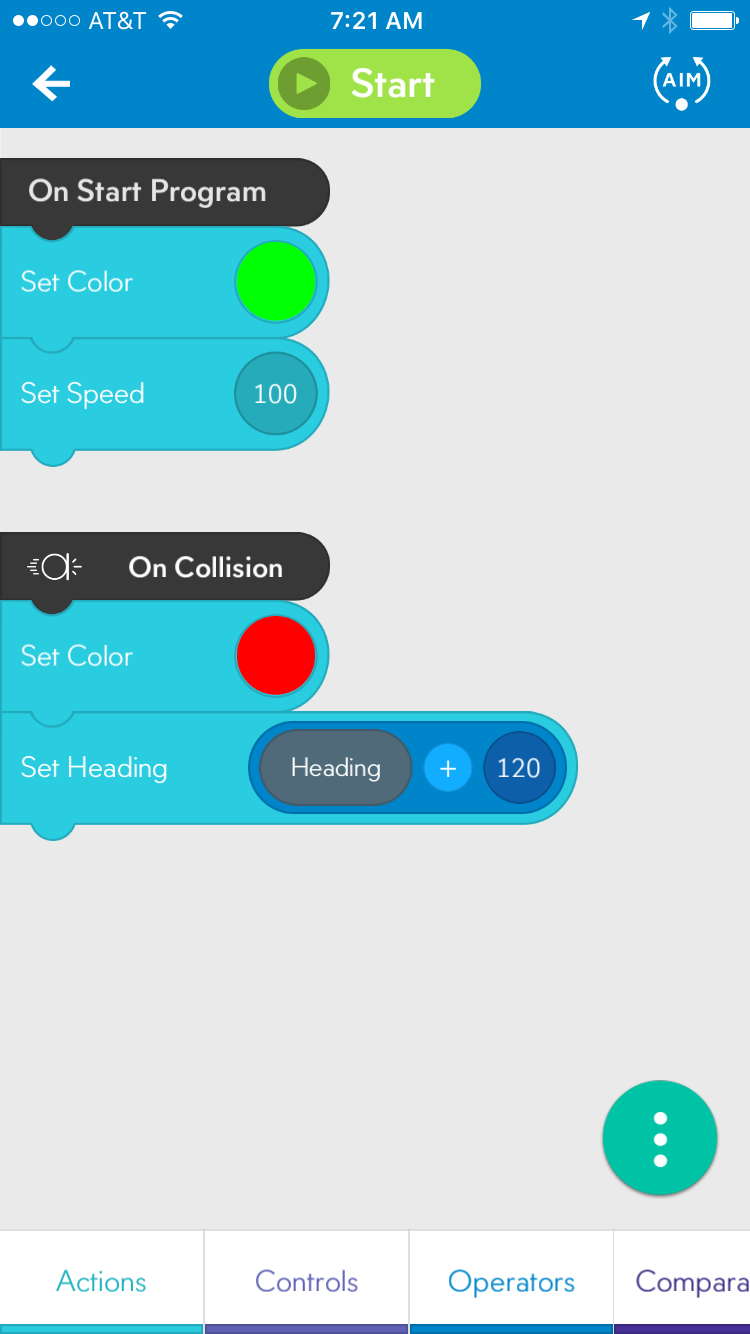 AT&T 7:21 AM
Start AIM
On Start Program
Set Color
Set Speed 100
On Collision
Set Color
Set Heading Heading + 120
Actions Controls Operators Compara